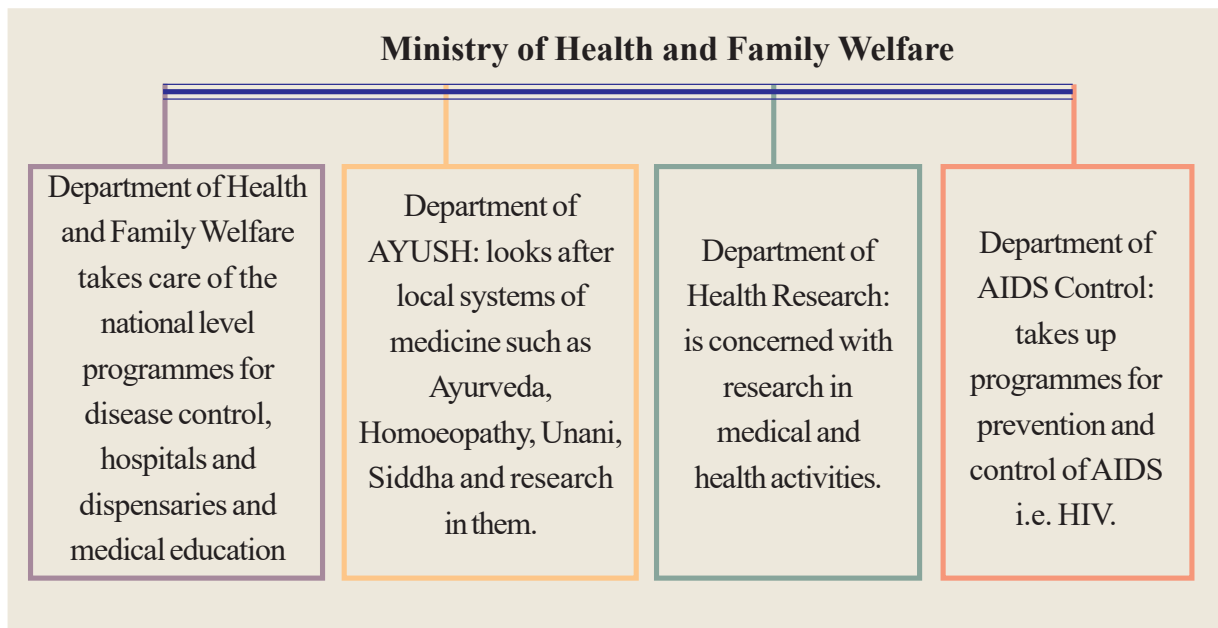 Ministry of Health and Family Welfare
Department of Health
and Family Welfare
takes care of the
national level
programmes for
disease control,
hospitals and
dispensaries and
medical education
Department of
AYUSH: looks after
local systems of
medicine such as
Ayurveda,
Homoeopathy, Unani,
Siddha and research
in them.
Department of
Health Research:
is concerned with
research in
medical and
health activities.
Department of
AIDS Control:
takes up
programmes for
prevention and
control of AIDS
i.e. HIV.